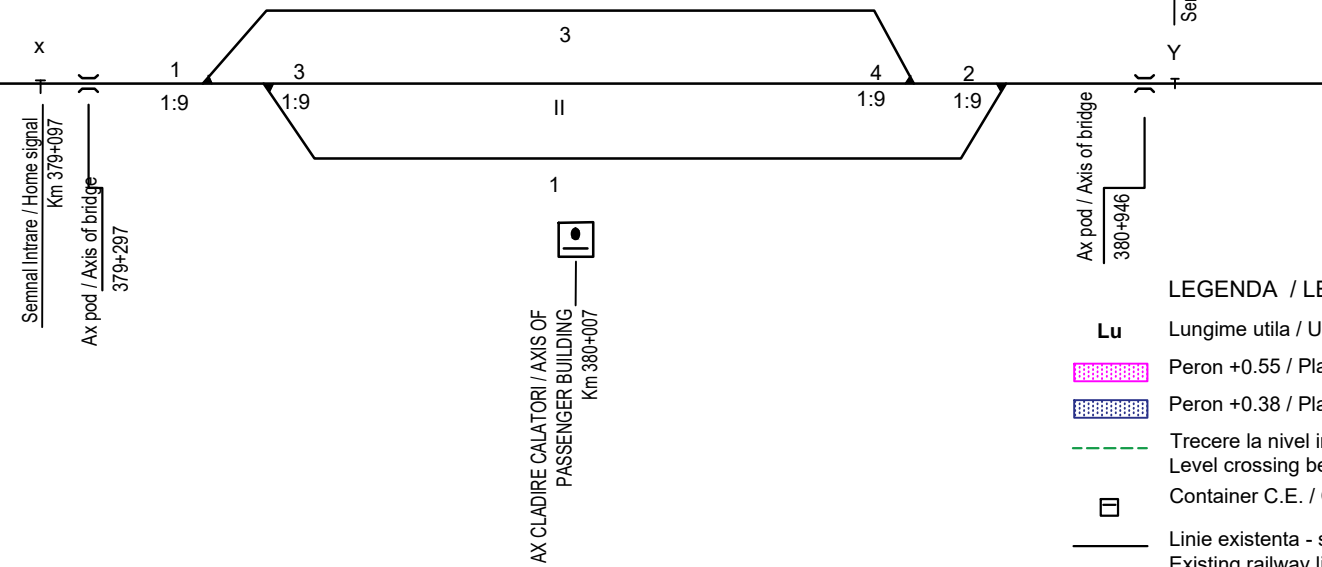 Ser
3
x
Y
1
3
4
2
1:9
1:9
1:9
1:9
II
1
Semnal Intrare / Home signal
Km 379+097
Ax pod / Axis of bridge
379+297
Ax pod / Axis of bridge
380+946
AX CLADIRE CALATORI / AXIS OF
PASSENGER BUILDING
Km 380+007
LEGENDA / LE
Lu Lungime utila / U
Peron +0.55 / Pla
Peron +0.38 / Pla
Trecere la nivel i
Level crossing be
Container C.E. /
Linie existenta - s
Existing railway li